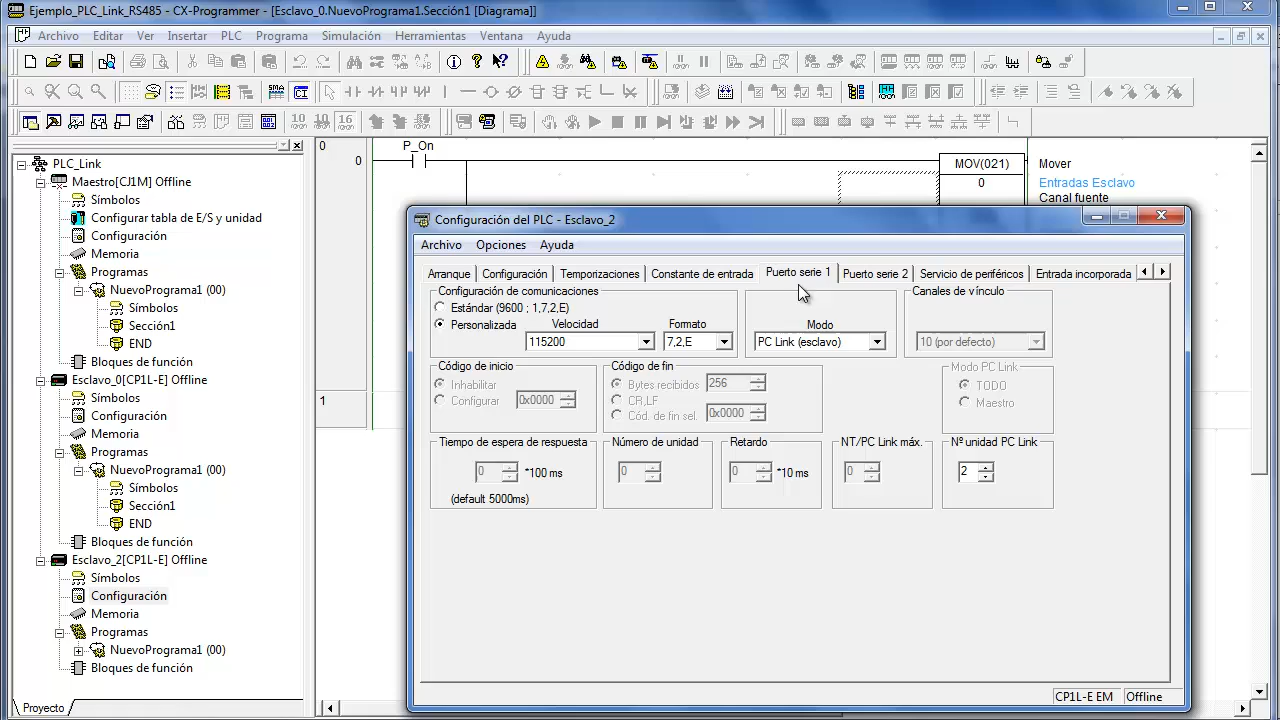 Ejemplo_PLC_Link_RS485 - CX-Programmer - [Esclavo_0.NuevoPrograma1.Sección1 [Diagrama]]
Archivo Editar Ver Insertar PLC Programa Simulación Herramientas Ventana Ayuda
10 16
PLC_Link
Maestro[CJ1M] Offline
Símbolos
Configurar tabla de E/S y unidad
Configuración
Memoria
Programas
NuevoPrograma1 (00)
Símbolos
Sección1
END
Bloques de función
Esclavo_0[CP1L-E] Offline
Símbolos
Configuración
Memoria
Programas
NuevoPrograma1 (00)
Símbolos
Sección1
END
Bloques de función
Esclavo_2[CP1L-E] Offline
Símbolos
Configuración
Memoria
Programas
NuevoPrograma1 (00)
Bloques de función
Proyecto
0
0
P_On
MOV(021)
0
Mover
Entradas Esclavo
Canal fuente
1
Configuración del PLC - Esclavo_2
Archivo Opciones Ayuda
Arranque Configuración Temporizaciones Constante de entrada Puerto serie 1 Puerto serie 2 Servicio de periféricos Entrada incorporada
Configuración de comunicaciones
Estándar (9600 ; 1,7,2,E)
Personalizada
Velocidad
115200
Formato
7,2,E
Modo
PC Link (esclavo)
Canales de vínculo
10 (por defecto)
Código de inicio
Inhabilitar
Configurar
0x0000
Código de fin
Bytes recibidos
256
CR,LF
Cód. de fin sel.
0x0000
Modo PC Link
TODO
Maestro
Tiempo de espera de respuesta
0
*100 ms
(default 5000ms)
Número de unidad
0
Retardo
0
*10 ms
NT/PC Link máx.
0
Nº unidad PC Link
2
CP1L-E EM
Offline